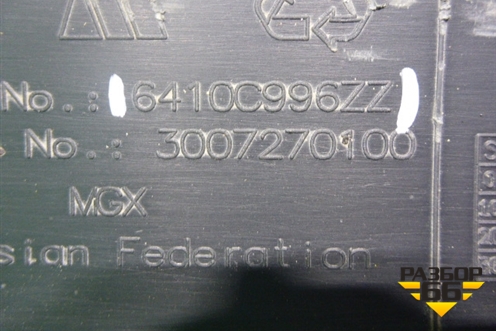 No.: 6410C996ZZ
No.: 3007270100
MGX
sian Federation
РАЗБОР
66